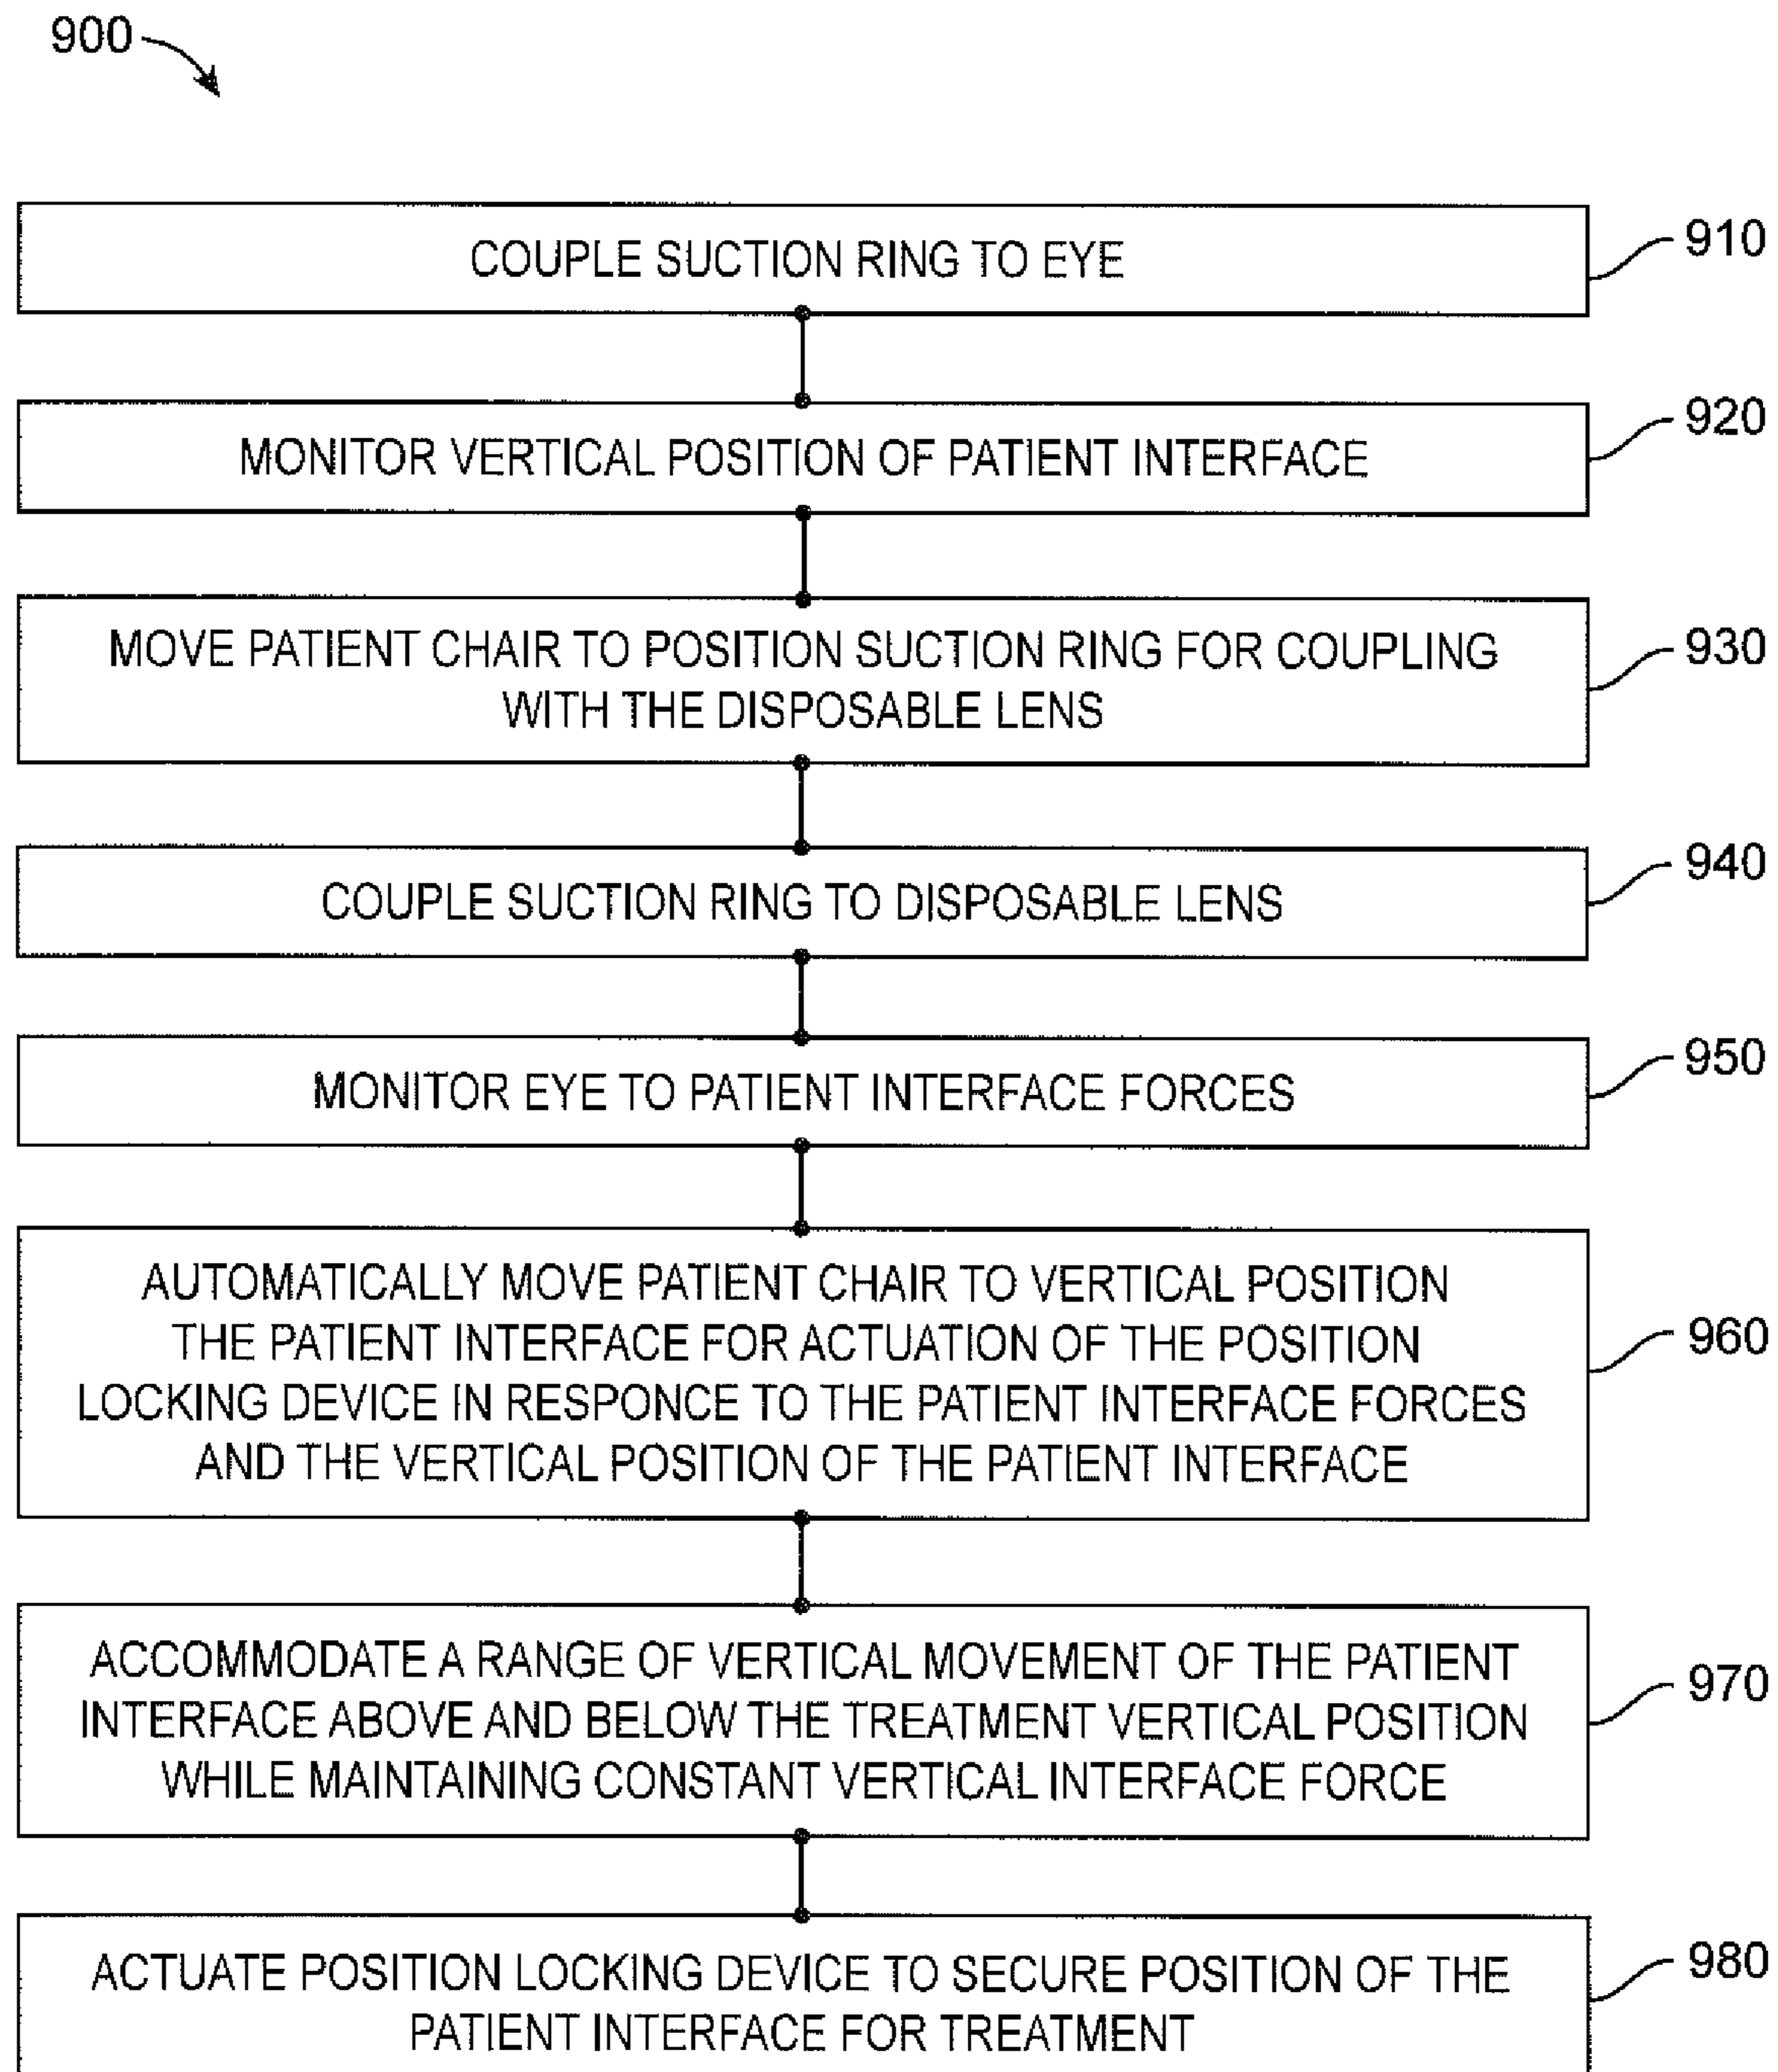 900
COUPLE SUCTION RING TO EYE
910
MONITOR VERTICAL POSITION OF PATIENT INTERFACE
920
MOVE PATIENT CHAIR TO POSITION SUCTION RING FOR COUPLING
WITH THE DISPOSABLE LENS
930
COUPLE SUCTION RING TO DISPOSABLE LENS
940
MONITOR EYE TO PATIENT INTERFACE FORCES
950
AUTOMATICALLY MOVE PATIENT CHAIR TO VERTICAL POSITION
THE PATIENT INTERFACE FOR ACTUATION OF THE POSITION
LOCKING DEVICE IN RESPONCE TO THE PATIENT INTERFACE FORCES
AND THE VERTICAL POSITION OF THE PATIENT INTERFACE
960
ACCOMMODATE A RANGE OF VERTICAL MOVEMENT OF THE PATIENT
INTERFACE ABOVE AND BELOW THE TREATMENT VERTICAL POSITION
WHILE MAINTAINING CONSTANT VERTICAL INTERFACE FORCE
970
ACTUATE POSITION LOCKING DEVICE TO SECURE POSITION OF THE
PATIENT INTERFACE FOR TREATMENT
980